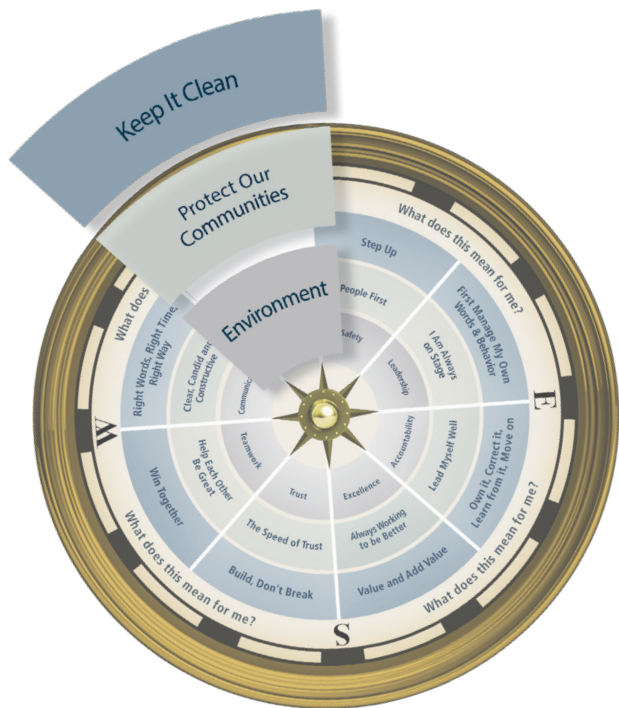 Keep It Clean
Protect Our
Communities
Environment
Step Up
People First
Safety
What does this mean for me?
First Manage My Own
Words & Behavior
I Am Always
on Stage
Leadership
E
Own it, Correct it,
Learn from it, Move on
Lead Myself Well
Accountability
What does this mean for me?
Value and Add Value
Always Working
to be Better
Excellence
S
Build, Don't Break
The Speed of Trust
Trust
What does this mean for me?
Win Together
Help Each Other
Be Great
Teamwork
W
Right Words, Right Time,
Right Way
Clear, Candid and
Constructive
What does